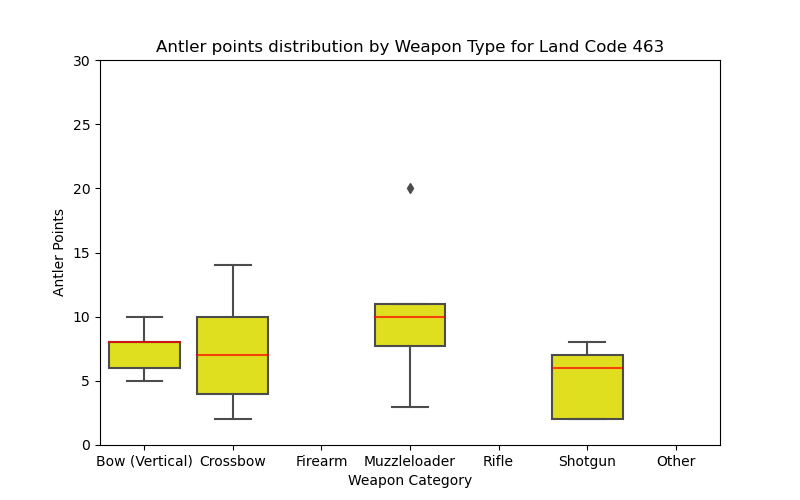 Antler points distribution by Weapon Type for Land Code 463
30
25
20
15
10
5
0
Antler Points
Bow (Vertical) Crossbow Firearm Muzzleloader Rifle Shotgun Other
Weapon Category